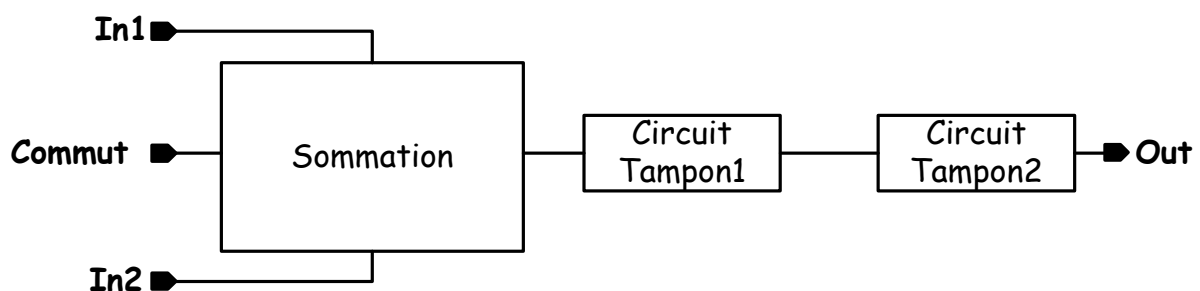 In1
Commut
Sommation
Circuit
Tampon1
Circuit
Tampon2
Out
In2